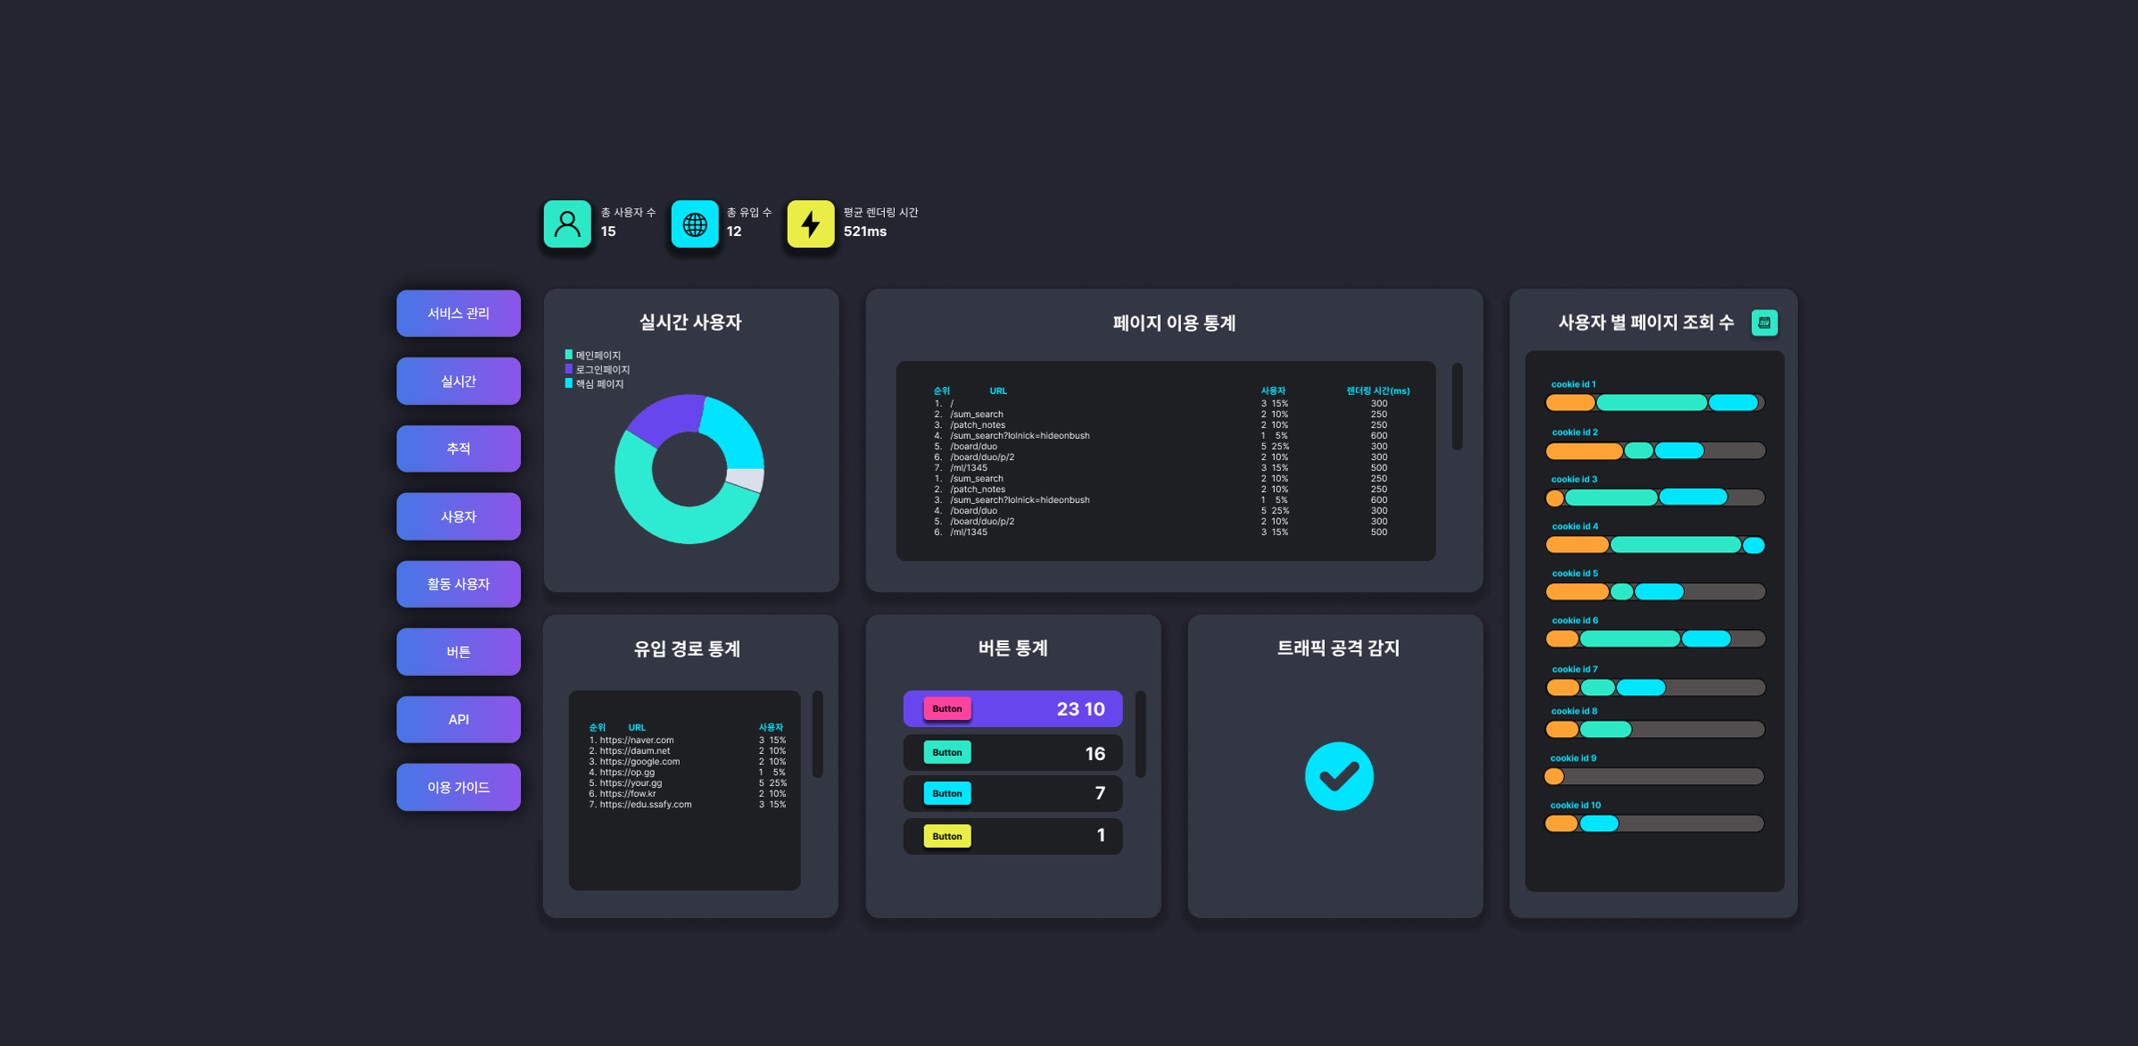 총 사용자 수
15
총 유입 수
12
평균 렌더링 시간
521ms
서비스 관리
실시간
추적
사용자
활동 사용자
버튼
API
이용 가이드
실시간 사용자
메인페이지
로그인페이지
핵심 페이지
페이지 이용 통계
순위 URL 사용자 렌더링 시간(ms)
1. / 3 15% 300
2. /sum_search 2 10% 250
3. /patch_notes 2 10% 250
4. /sum_search?lolnick=hideonbush 1 5% 600
5. /board/duo 5 25% 300
6. /board/duo/p/2 2 10% 300
7. /ml/1345 3 15% 500
1. /sum_search 2 10% 250
2. /patch_notes 2 10% 250
3. /sum_search?lolnick=hideonbush 1 5% 600
4. /board/duo 5 25% 300
5. /board/duo/p/2 2 10% 300
6. /ml/1345 3 15% 500
사용자 별 페이지 조회 수
cookie id 1
cookie id 2
cookie id 3
cookie id 4
cookie id 5
cookie id 6
cookie id 7
cookie id 8
cookie id 9
cookie id 10
유입 경로 통계
순위 URL 사용자
1. https://naver.com 3 15%
2. https://daum.net 2 10%
3. https://google.com 2 10%
4. https://op.gg 1 5%
5. https://your.gg 5 25%
6. https://fow.kr 2 10%
7. https://edu.ssafy.com 3 15%
버튼 통계
Button 23 10
Button 16
Button 7
Button 1
트래픽 공격 감지